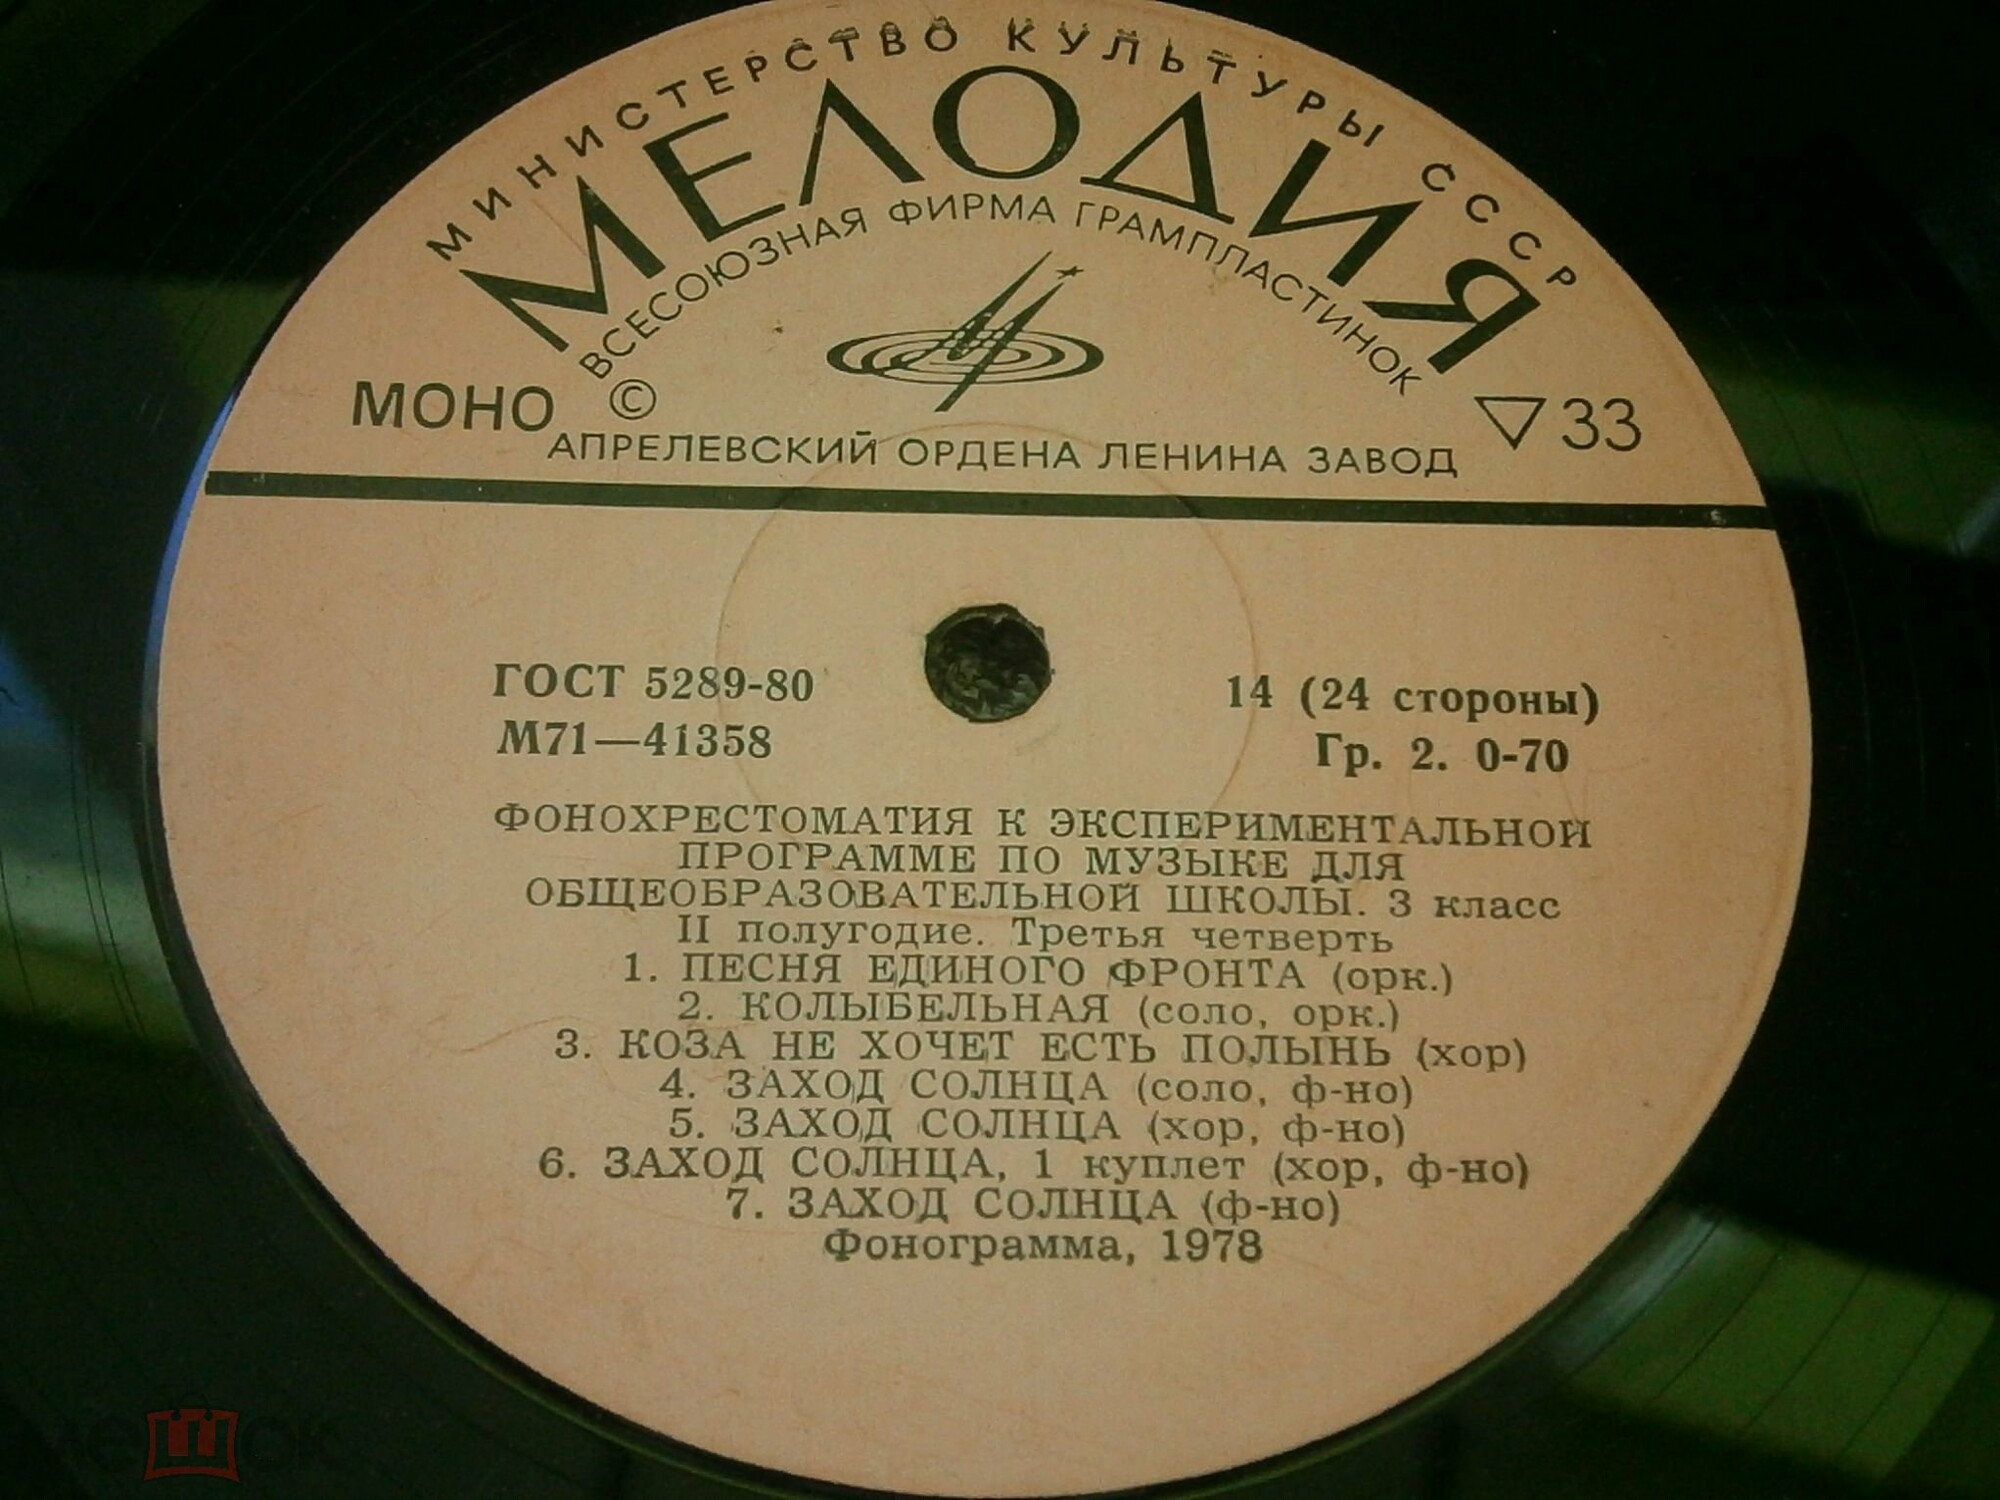 МИНИСТЕРСТВО КУЛЬТУРЫ СССР
МЕЛОДИЯ
ВСЕСОЮЗНАЯ ФИРМА ГРАМПЛАСТИНОК
МОНО © ▽33
АПРЕЛЕВСКИЙ ОРДЕНА ЛЕНИНА ЗАВОД
ГОСТ 5289-80 14 (24 стороны)
М71—41358 Гр. 2. 0-70
ФОНОХРЕСТОМАТИЯ К ЭКСПЕРИМЕНТАЛЬНОЙ
ПРОГРАММЕ ПО МУЗЫКЕ ДЛЯ
ОБЩЕОБРАЗОВАТЕЛЬНОЙ ШКОЛЫ. 3 класс
II полугодие. Третья четверть
1. ПЕСНЯ ЕДИНОГО ФРОНТА (орк.)
2. КОЛЫБЕЛЬНАЯ (соло, орк.)
3. КОЗА НЕ ХОЧЕТ ЕСТЬ ПОЛЫНЬ (хор)
4. ЗАХОД СОЛНЦА (соло, ф-но)
5. ЗАХОД СОЛНЦА (хор, ф-но)
6. ЗАХОД СОЛНЦА, 1 куплет (хор, ф-но)
7. ЗАХОД СОЛНЦА (ф-но)
Фонограмма, 1978